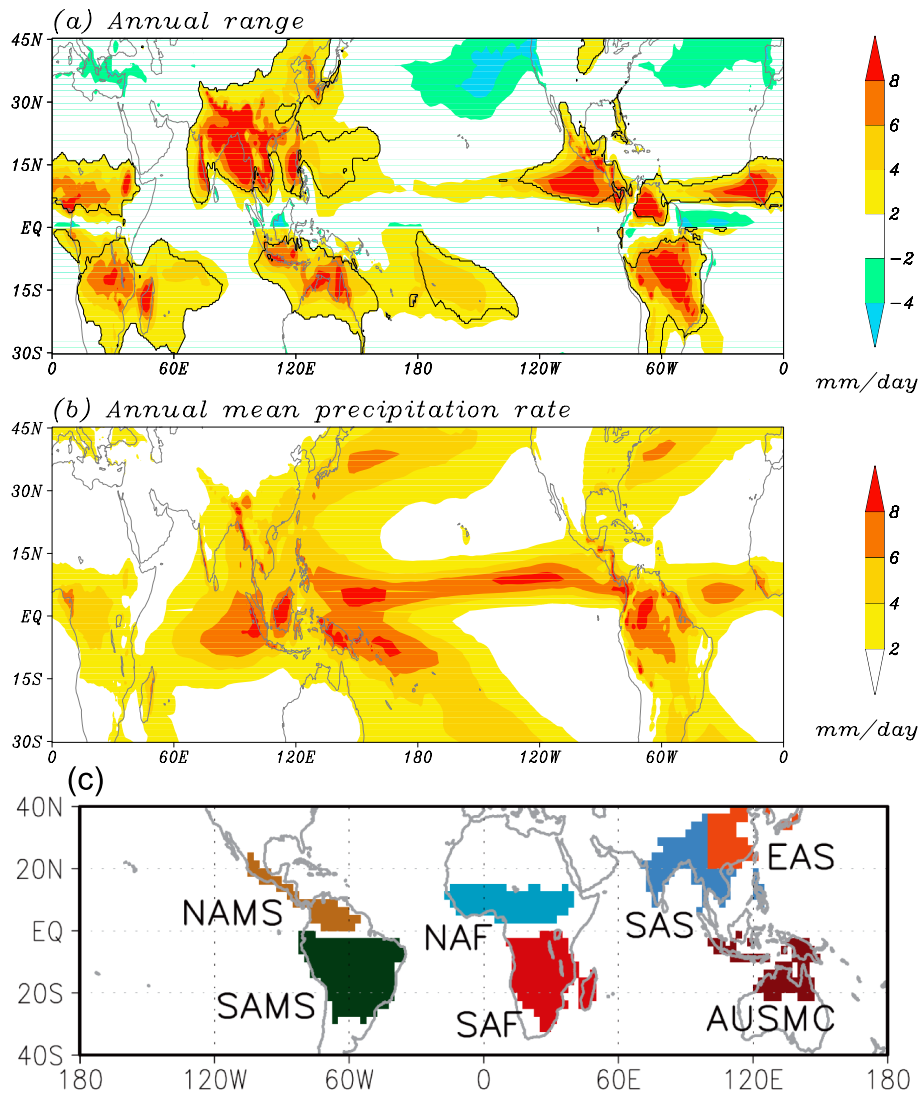 (a) Annual range
45N
30N
15N
EQ
15S
30S
0 60E 120E 180 120W 60W 0
8
6
4
2
−2
−4
mm/day
(b) Annual mean precipitation rate
45N
30N
15N
EQ
15S
30S
0 60E 120E 180 120W 60W 0
8
6
4
2
mm/day
(c)
40N
20N
EQ
20S
40S
NAMS
SAMS
NAF
SAF
SAS
EAS
AUSMC
180 120W 60W 0 60E 120E 180